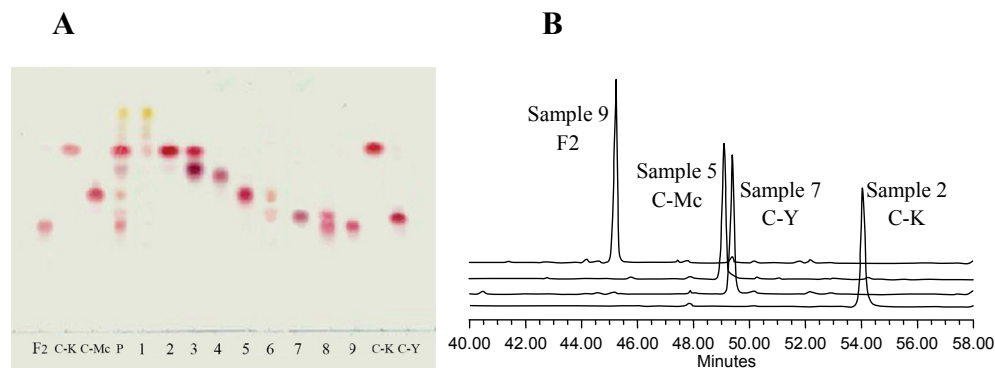 A
F2 C-K C-Mc P 1 2 3 4 5 6 7 8 9 C-K C-Y
B
Sample 9
F2
Sample 5
C-Mc
Sample 7
C-Y
Sample 2
C-K
40.00 42.00 44.00 46.00 48.00 50.00 52.00 54.00 56.00 58.00
Minutes